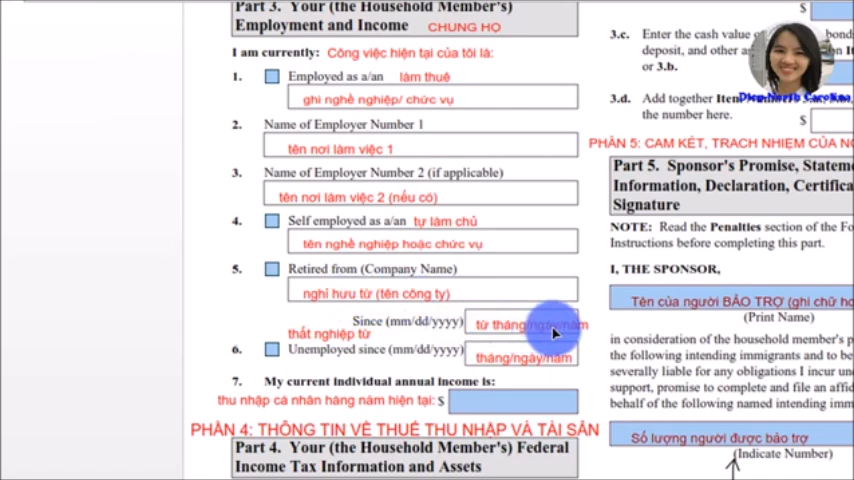 Part 3. Your (the Household Member's)
Employment and Income CHUNG HỌ
I am currently: Công việc hiện tại của tôi là:
1. Employed as a/an làm thuê
ghi nghề nghiệp/ chức vụ
2. Name of Employer Number 1
tên nơi làm việc 1
3. Name of Employer Number 2 (if applicable)
tên nơi làm việc 2 (nếu có)
4. Self employed as a/an tự làm chủ
tên nghề nghiệp hoặc chức vụ
5. Retired from (Company Name)
nghỉ hưu từ (tên công ty)
Since (mm/dd/yyyy) từ tháng/ngày/năm
thất nghiệp từ
6. Unemployed since (mm/dd/yyyy) tháng/ngày/năm
7. My current individual annual income is:
thu nhập cá nhân hàng năm hiện tại: $
PHẦN 4: THÔNG TIN VỀ THUẾ THU NHẬP VÀ TÀI SẢN
Part 4. Your (the Household Member's) Federal
Income Tax Information and Assets
$
3.c. Enter the cash value bonds
deposit, and other
or 3.b.
Diep-North Carolina
3.d. Add together
the number here.
$
PHẦN 5: CAM KẾT, TRACH NHIỆM CỦA
Part 5. Sponsor's Promise, Stateme
Information, Declaration, Certifica
Signature
NOTE: Read the Penalties section of the Fo
Instructions before completing this part.
I, THE SPONSOR,
Tên của người BẢO TRỢ (ghi chữ
(Print Name)
in consideration of the household member's p
the following intending immigrants and to be
severally liable for any obligations I incur un
support, promise to complete and file an affid
behalf of the following named intending imm
Số lượng người được bảo trợ
(Indicate Number)